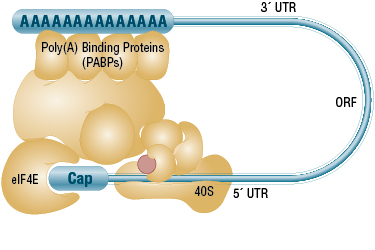 3´ UTR
AAAAAAAAAAAAAA
Poly(A) Binding Proteins
(PABPs)
ORF
eIF4E
Cap
40S
5´ UTR